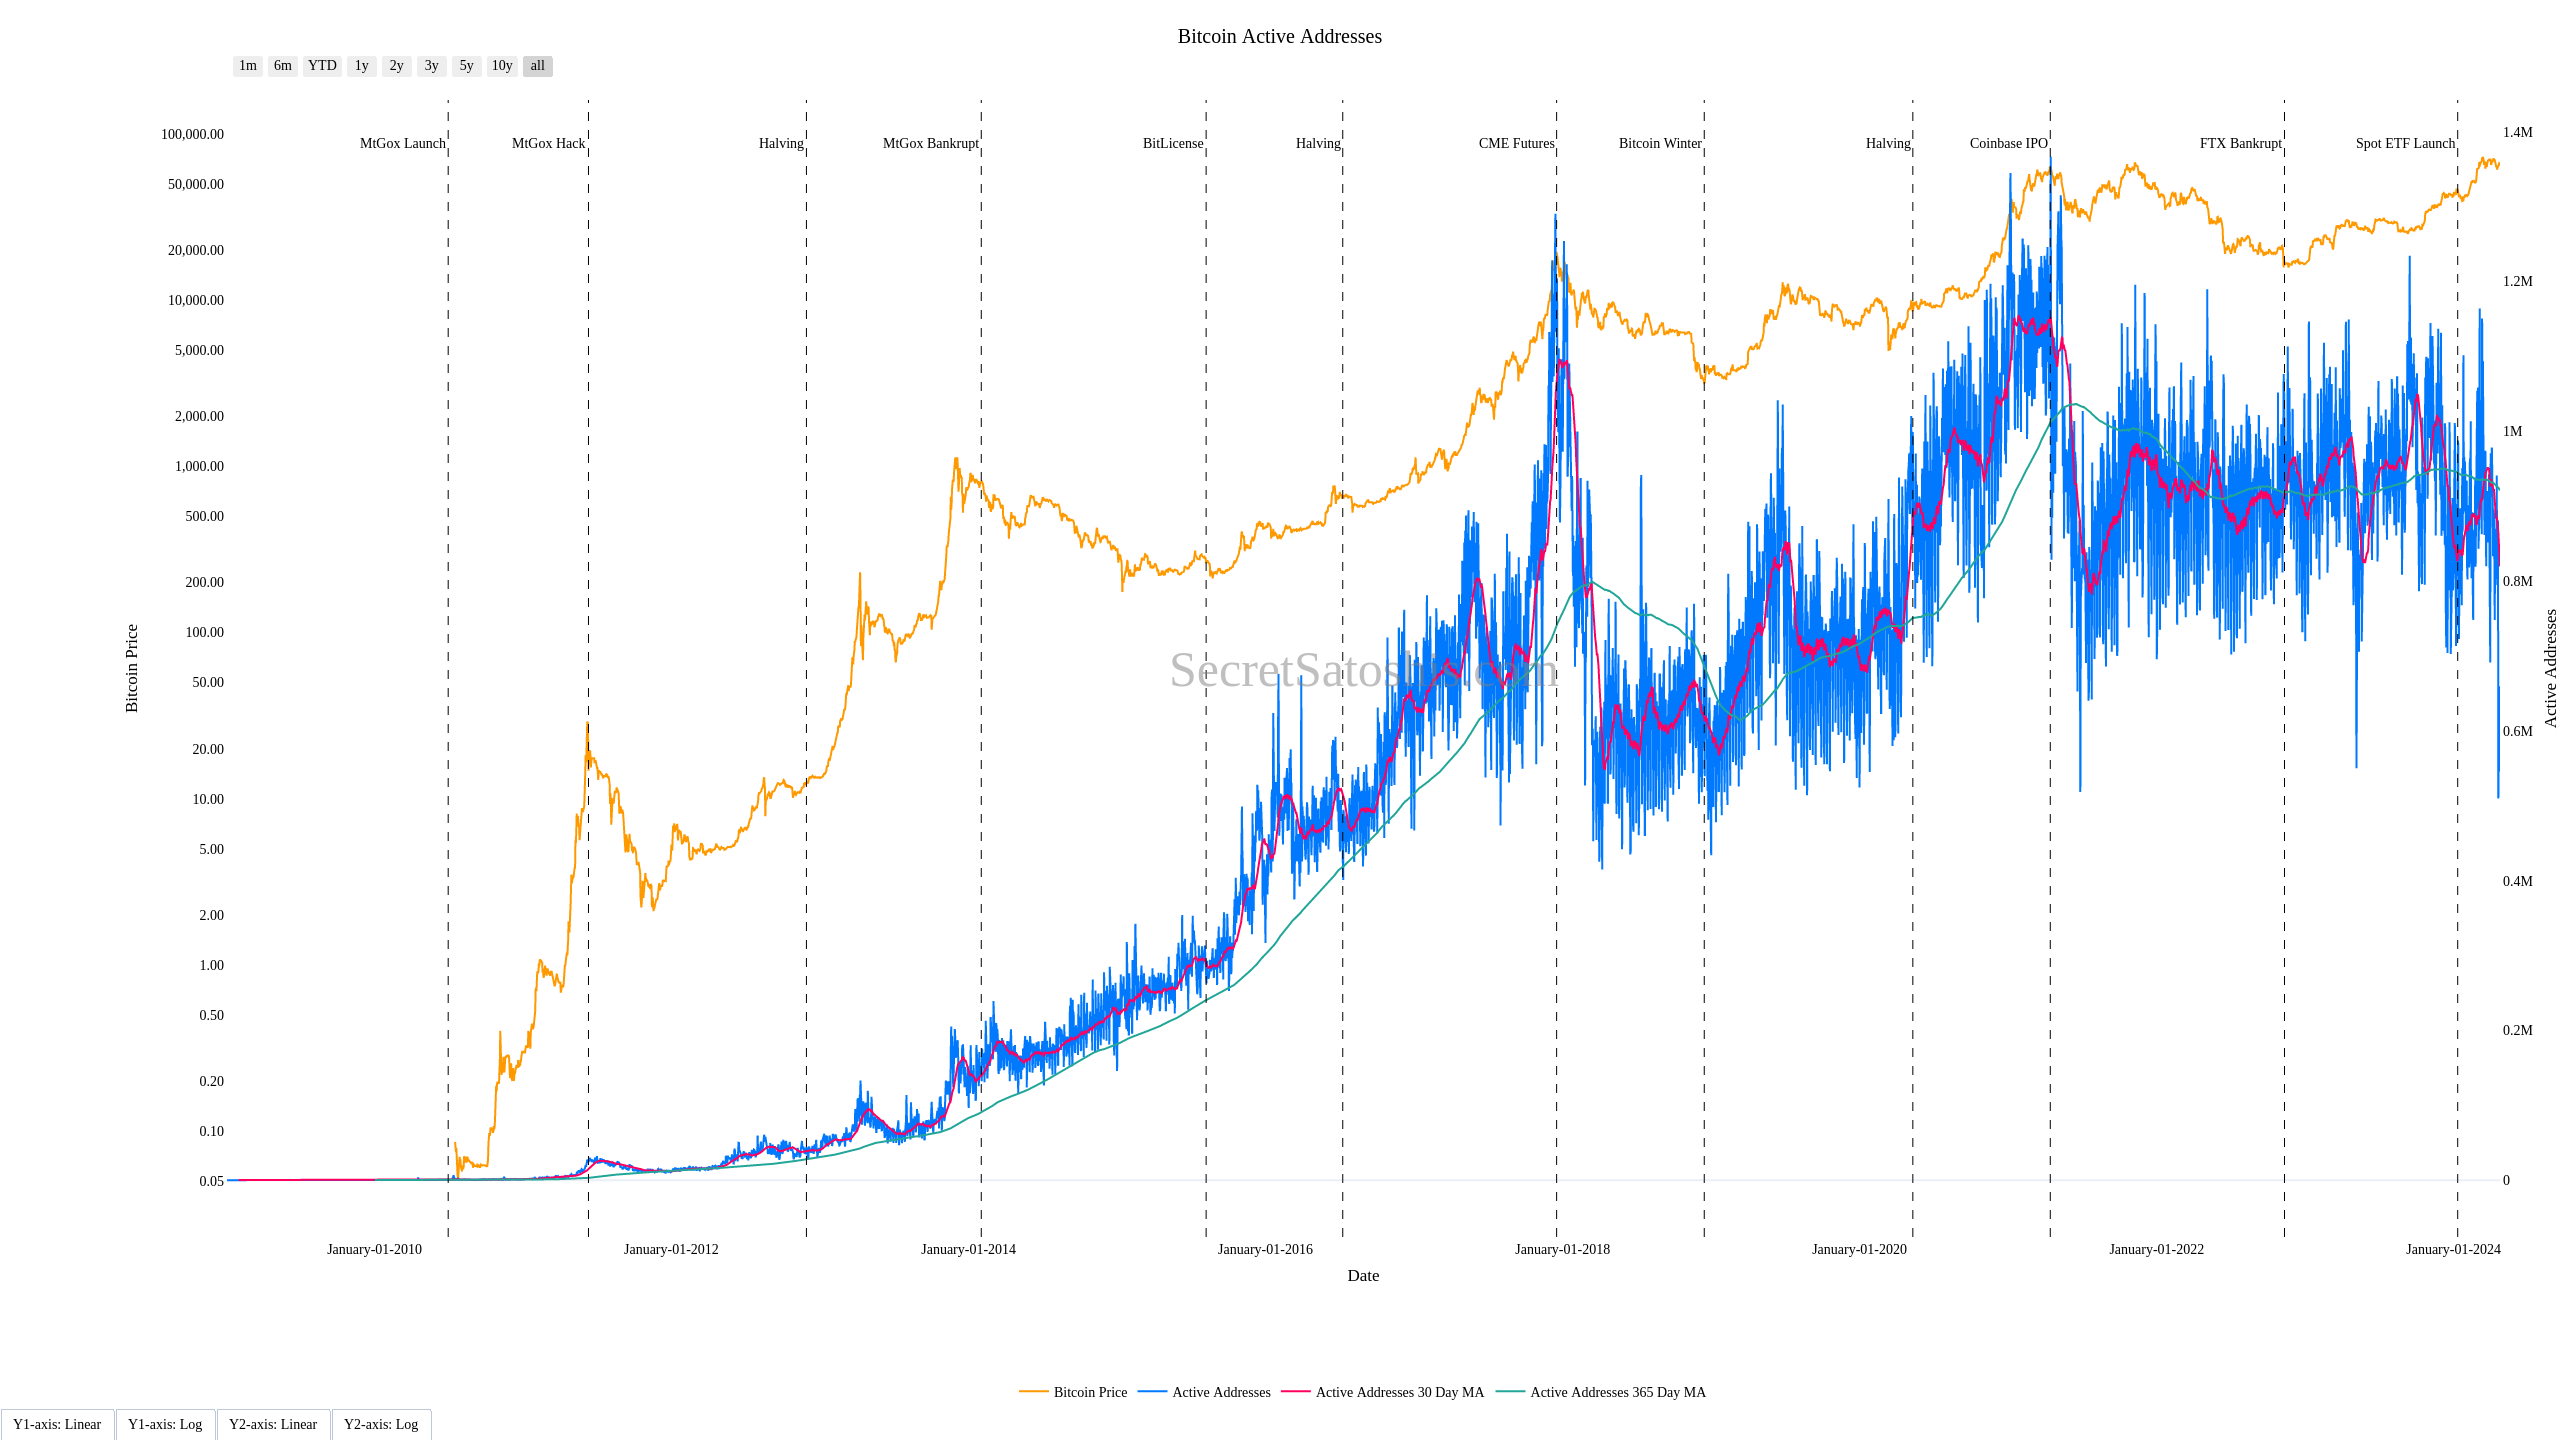 Bitcoin Active Addresses
1m 6m YTD 1y 2y 3y 5y 10y all
MtGox Launch MtGox Hack Halving MtGox Bankrupt BitLicense Halving CME Futures Bitcoin Winter Halving Coinbase IPO FTX Bankrupt Spot ETF Launch
100,000.00
50,000.00
20,000.00
10,000.00
5,000.00
2,000.00
1,000.00
500.00
200.00
100.00
50.00
20.00
10.00
5.00
2.00
1.00
0.50
0.20
0.10
0.05
Bitcoin Price
SecretSatoshis.com
1.4M
1.2M
1M
0.8M
0.6M
0.4M
0.2M
0
Active Addresses
January-01-2010 January-01-2012 January-01-2014 January-01-2016 January-01-2018 January-01-2020 January-01-2022 January-01-2024
Date
Bitcoin Price Active Addresses Active Addresses 30 Day MA Active Addresses 365 Day MA
Y1-axis: Linear Y1-axis: Log Y2-axis: Linear Y2-axis: Log